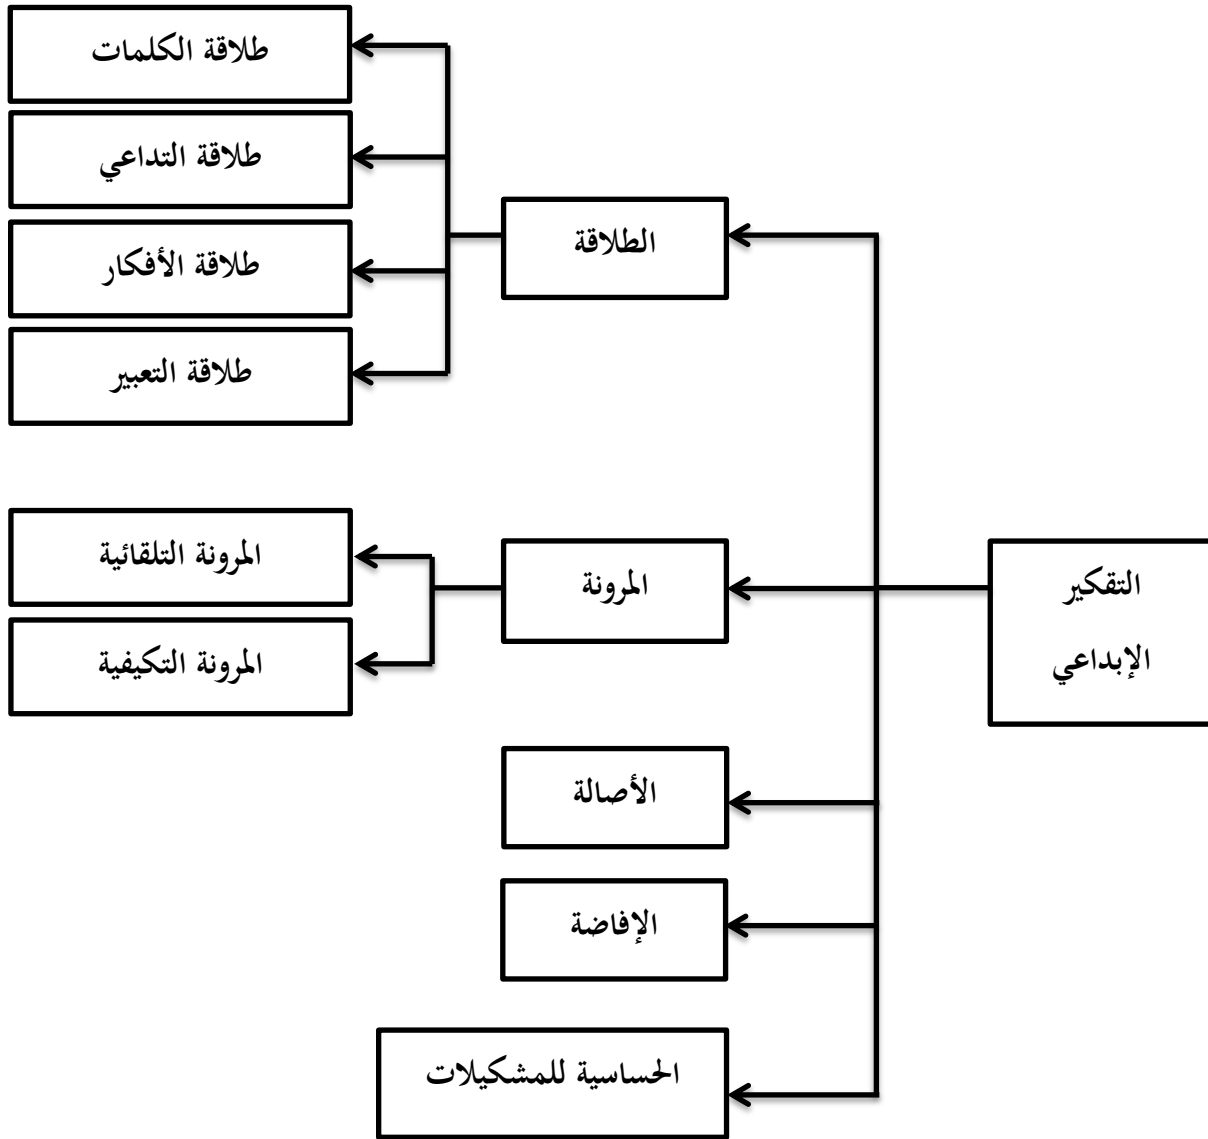 التقكير
الإبداعي
الطلاقة
طلاقة الكلمات
طلاقة التداعي
طلاقة الأفكار
طلاقة التعبير
المرونة
المرونة التلقائية
المرونة التكيفية
الأصالة
الإفاضة
الحساسية للمشكيلات